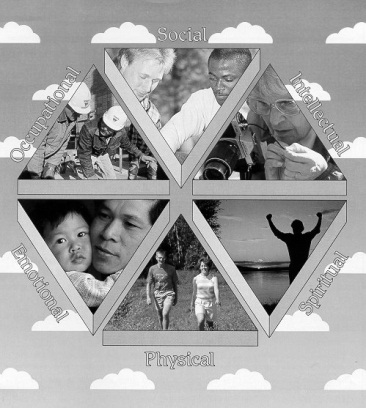 Social
Occupational
Intellectual
Emotional
Spiritual
Physical